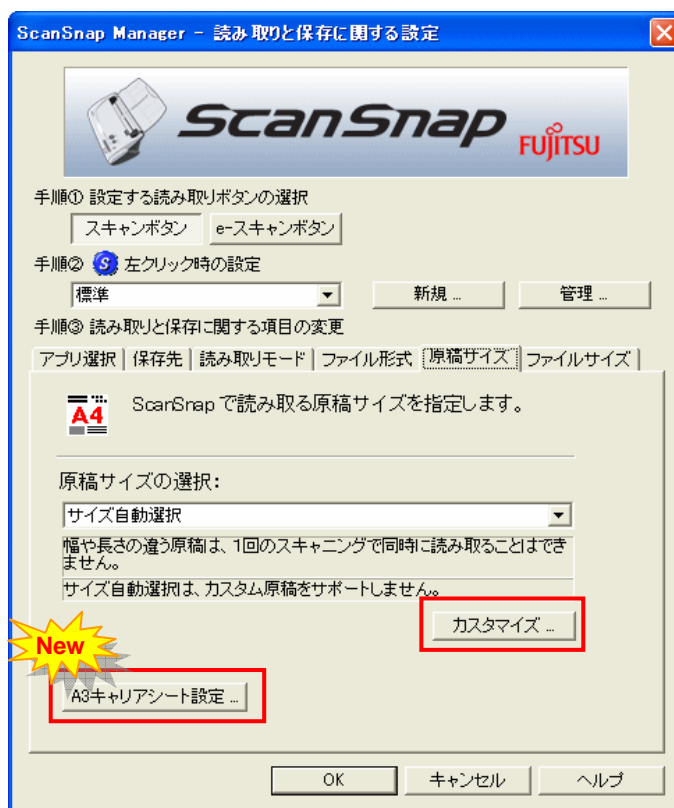 ScanSnap Manager - 読み取りと保存に関する設定
ScanSnap
FUJITSU
手順① 設定する読み取りボタンの選択
スキャンボタン e-スキャンボタン
手順② S 左クリック時の設定
標準 新規 ... 管理 ...
手順③ 読み取りと保存に関する項目の変更
アプリ選択 保存先 読み取りモード ファイル形式 原稿サイズ ファイルサイズ
A4 ScanSnap で読み取る原稿サイズを指定します。
原稿サイズの選択:
サイズ自動選択
幅や長さの違う原稿は、1回のスキャニングで同時に読み取ることはでき
ません。
サイズ自動選択は、カスタム原稿をサポートしません。
カスタマイズ ...
New
A3キャリアシート設定 ...
OK キャンセル ヘルプ